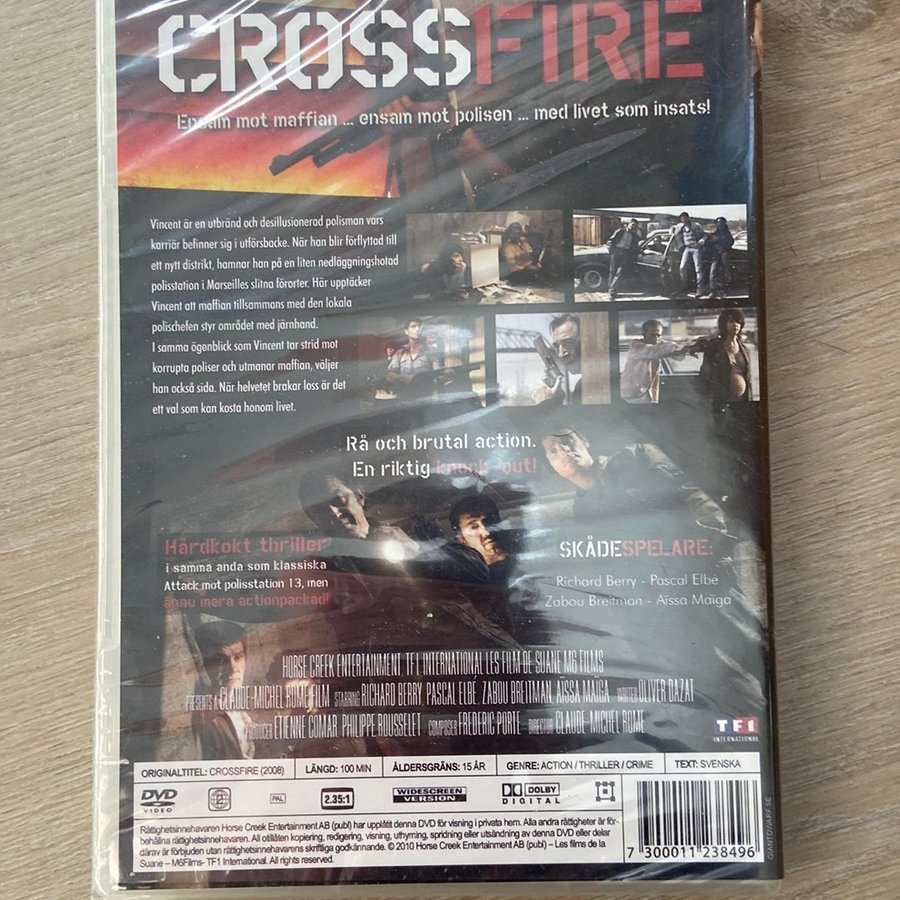 CROSSFIRE
Ensam mot maffian ... ensam mot polisen ... med livet som insats!
Vincent är en utbränd och desillusionerad polisman vars
karriär befinner sig i utförsbacke. När han blir förflyttad till
ett nytt distrikt, hamnar han på en liten nedläggningshotad
polisstation i Marseilles slitna förorter. Här upptäcker
Vincent att maffian tillsammans med den lokala
polischefen styr området med järnhand.
I samma ögonblick som Vincent tar strid mot
korrupta poliser och utmanar maffian, väljer
han också sida. När helvetet brakar loss är det
ett val som kan kosta honom livet.
Rå och brutal action.
En riktig knock-out!
Hårdkokt thriller
i samma anda som klassiska
Attack mot polisstation 13, men
ännu mera actionpackad!
SKÅDESPELARE:
Richard Berry - Pascal Elbé
Zabou Breitman - Aïssa Maïga
HORSE CREEK ENTERTAINMENT TF1 INTERNATIONAL LES FILM DE SUANE M6 FILMS
PRESENTS A CLAUDE-MICHEL ROME FILM STARRING RICHARD BERRY, PASCAL ELBÉ, ZABOU BREITMAN, AÏSSA MAÏGA WRITER OLIVER DAZAT
PRODUCER ETIENNE COMAR PHILIPPE ROUSSELET COMPOSER FREDERIC PORTE DIRECTOR CLAUDE-MICHEL ROME
TF1
INTERNATIONAL
ORIGINALTITEL: CROSSFIRE (2008) LÄNGD: 100 MIN ÅLDERSGRÄNS: 15 ÅR GENRE: ACTION / THRILLER / CRIME TEXT: SVENSKA
DVD VIDEO 2 PAL 2.35:1 WIDESCREEN VERSION DOLBY DIGITAL
Rättighetsinnehavaren Horse Creek Entertainment AB (publ) har upplåtit denna DVD för visning i privata hem. Alla andra rättigheter är för-
behållna rättighetsinnehavaren. All otillåten kopiering, redigering, visning, uthyrning, spridning eller utsändning av denna DVD eller delar
därav är förbjuden utan rättighetsinnehavarens skriftliga godkännande. © 2010 Horse Creek Entertainment AB (publ) – Les films de la
Suane – M6Films- TF1 International. All rights reserved.
7 300011 238496
GIANTDWARF.SE